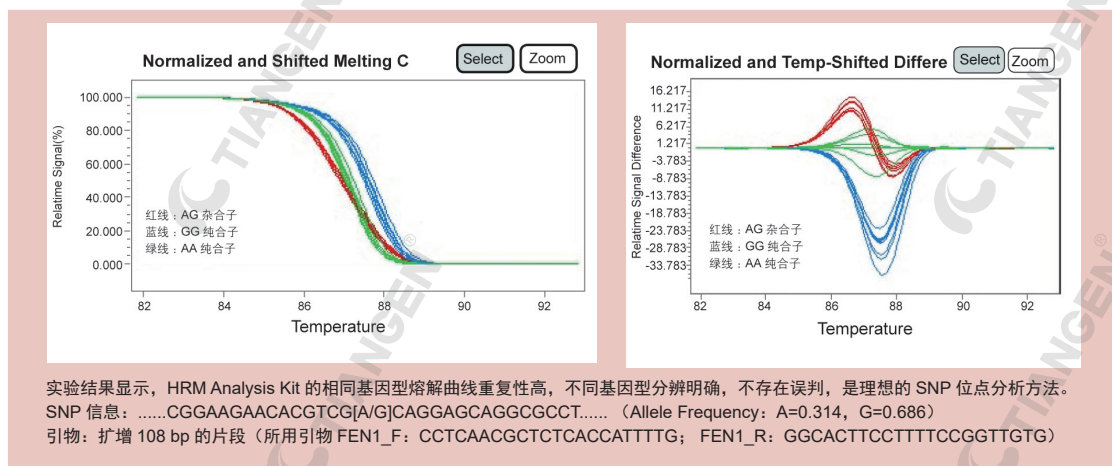 Normalized and Shifted Melting C
Select
Zoom
Relatime Signal(%)
100.000
80.000
60.000
40.000
20.000
0.000
红线：AG 杂合子
蓝线：GG 纯合子
绿线：AA 纯合子
82 84 86 88 90 92
Temperature
Normalized and Temp-Shifted Differe
Select
Zoom
Relative Signal Difference
16.217
11.217
6.217
1.217
-3.783
-8.783
-13.783
-18.783
-23.783
-28.783
-33.783
红线：AG 杂合子
蓝线：GG 纯合子
绿线：AA 纯合子
82 84 86 88 90 92
Temperature
实验结果显示，HRM Analysis Kit 的相同基因型熔解曲线重复性高，不同基因型分辨明确，不存在误判，是理想的 SNP 位点分析方法。
SNP 信息：......CGGAAGAACACGTCG[A/G]CAGGAGCAGGCGCCT...... （Allele Frequency：A=0.314，G=0.686）
引物：扩增 108 bp 的片段（所用引物 FEN1_F：CCTCAACGCTCTCACCATTTTG； FEN1_R：GGCACTTCCTTTTCCGGTTGTG）
TIANGEN
TIANGEN
TIANGEN
TIANGEN